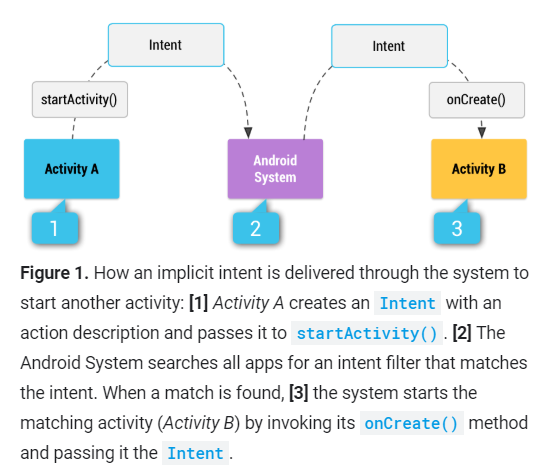 Intent
Intent
startActivity()
onCreate()
Activity A
Android
System
Activity B
1
2
3
Figure 1. How an implicit intent is delivered through the system to
start another activity: [1] Activity A creates an Intent with an
action description and passes it to startActivity(). [2] The
Android System searches all apps for an intent filter that matches
the intent. When a match is found, [3] the system starts the
matching activity (Activity B) by invoking its onCreate() method
and passing it the Intent.